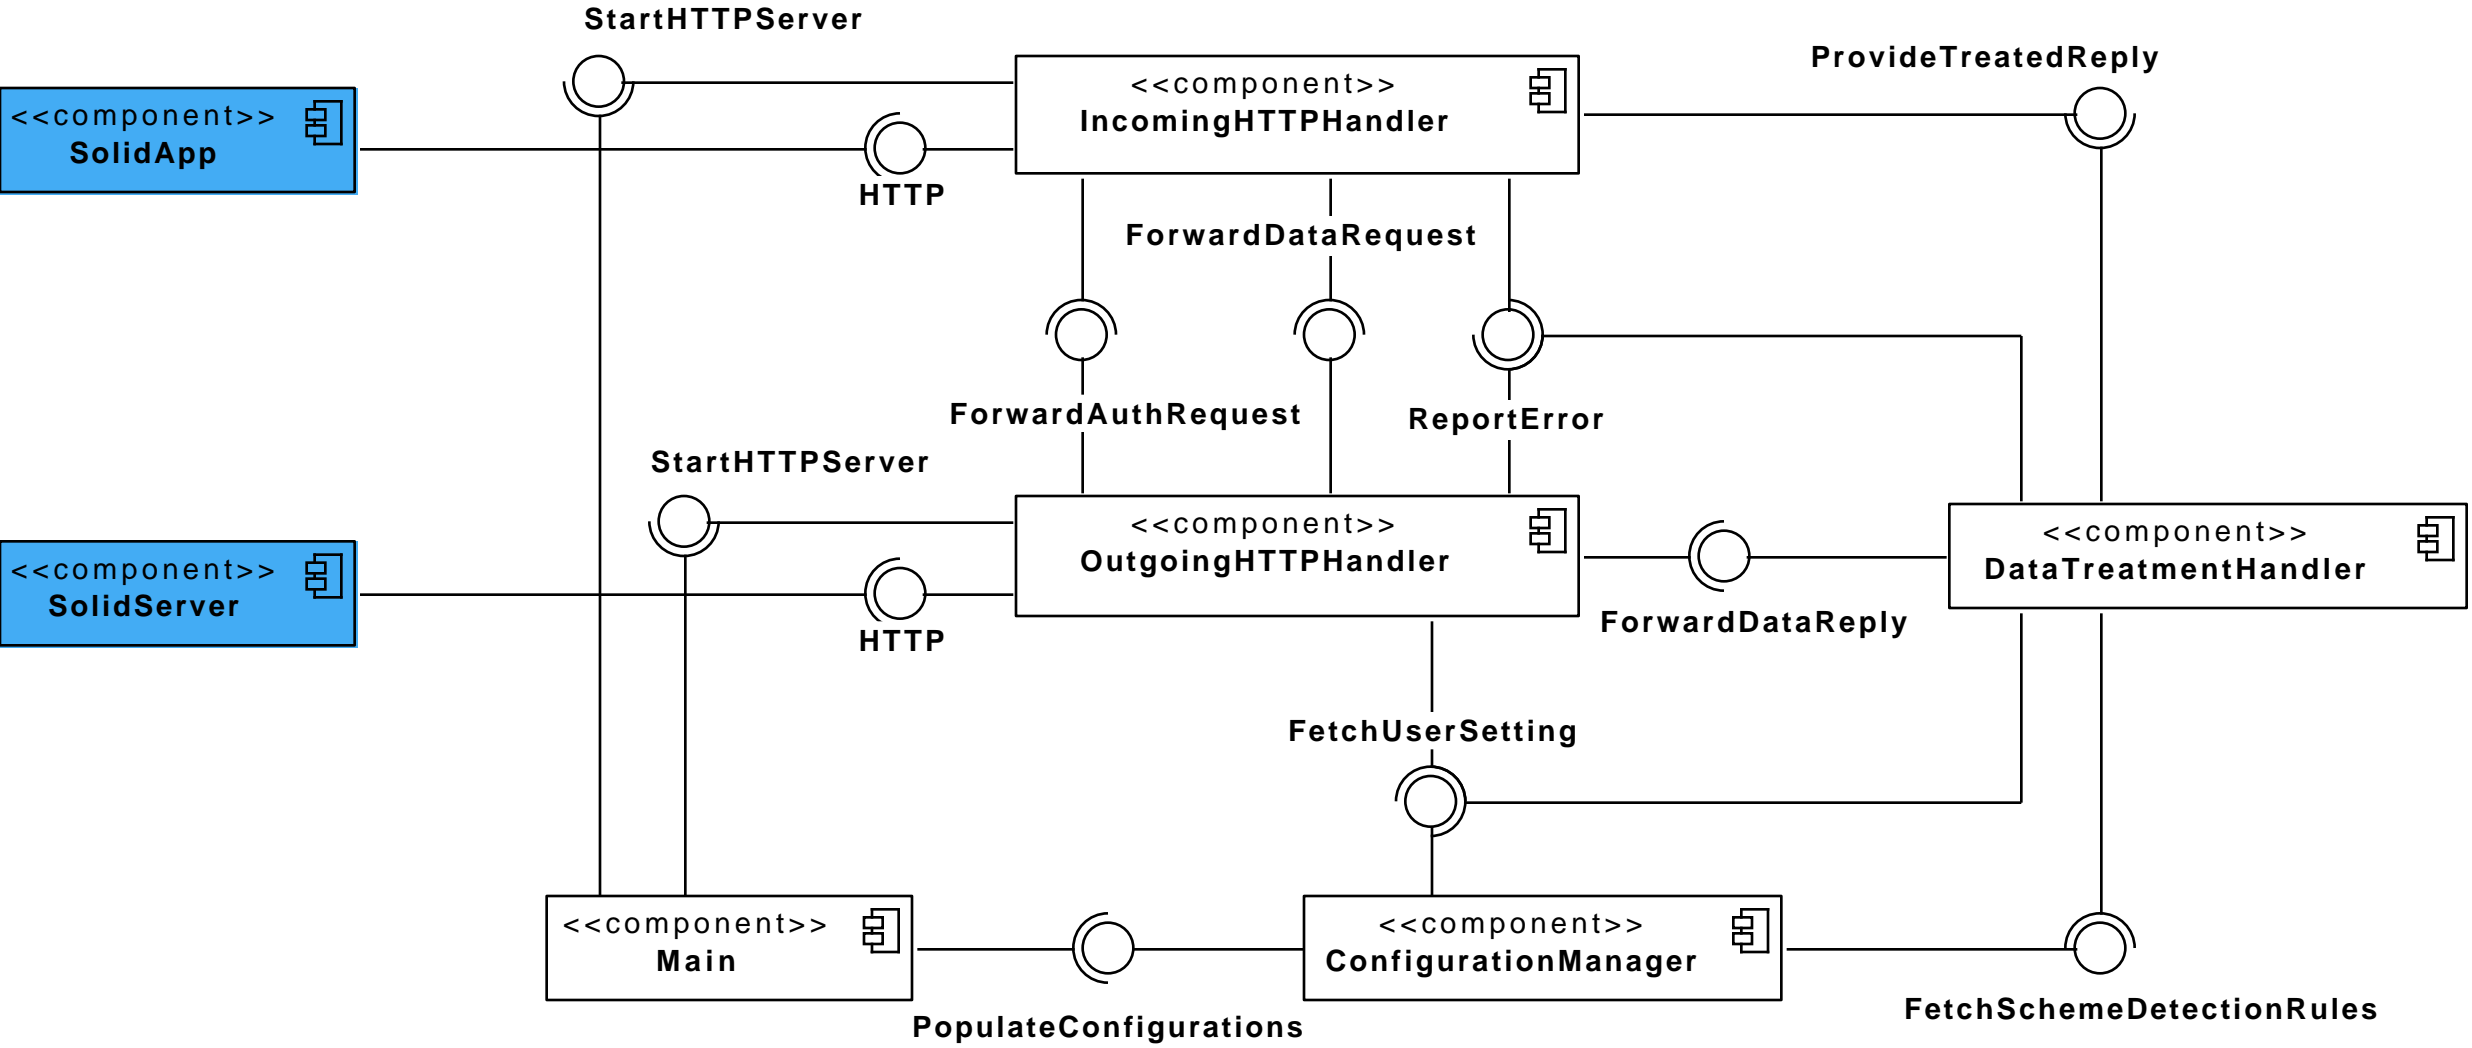 StartHTTPServer
<<component>>
IncomingHTTPHandler
ProvideTreatedReply
<<component>>
SolidApp
HTTP
ForwardDataRequest
ForwardAuthRequest
ReportError
StartHTTPServer
<<component>>
OutgoingHTTPHandler
<<component>>
DataTreatmentHandler
<<component>>
SolidServer
HTTP
ForwardDataReply
FetchUserSetting
<<component>>
Main
<<component>>
ConfigurationManager
PopulateConfigurations
FetchSchemeDetectionRules